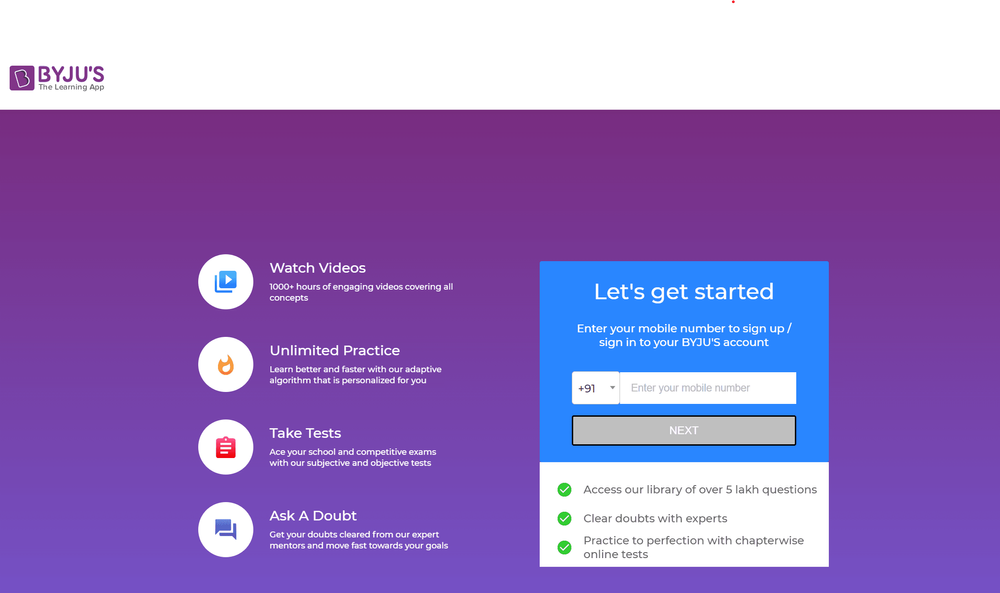 BYJU'S
The Learning App
Watch Videos
1000+ hours of engaging videos covering all
concepts
Unlimited Practice
Learn better and faster with our adaptive
algorithm that is personalized for you
Take Tests
Ace your school and competitive exams
with our subjective and objective tests
Ask A Doubt
Get your doubts cleared from our expert
mentors and move fast towards your goals
Let's get started
Enter your mobile number to sign up /
sign in to your BYJU'S account
+91 Enter your mobile number
NEXT
Access our library of over 5 lakh questions
Clear doubts with experts
Practice to perfection with chapterwise
online tests